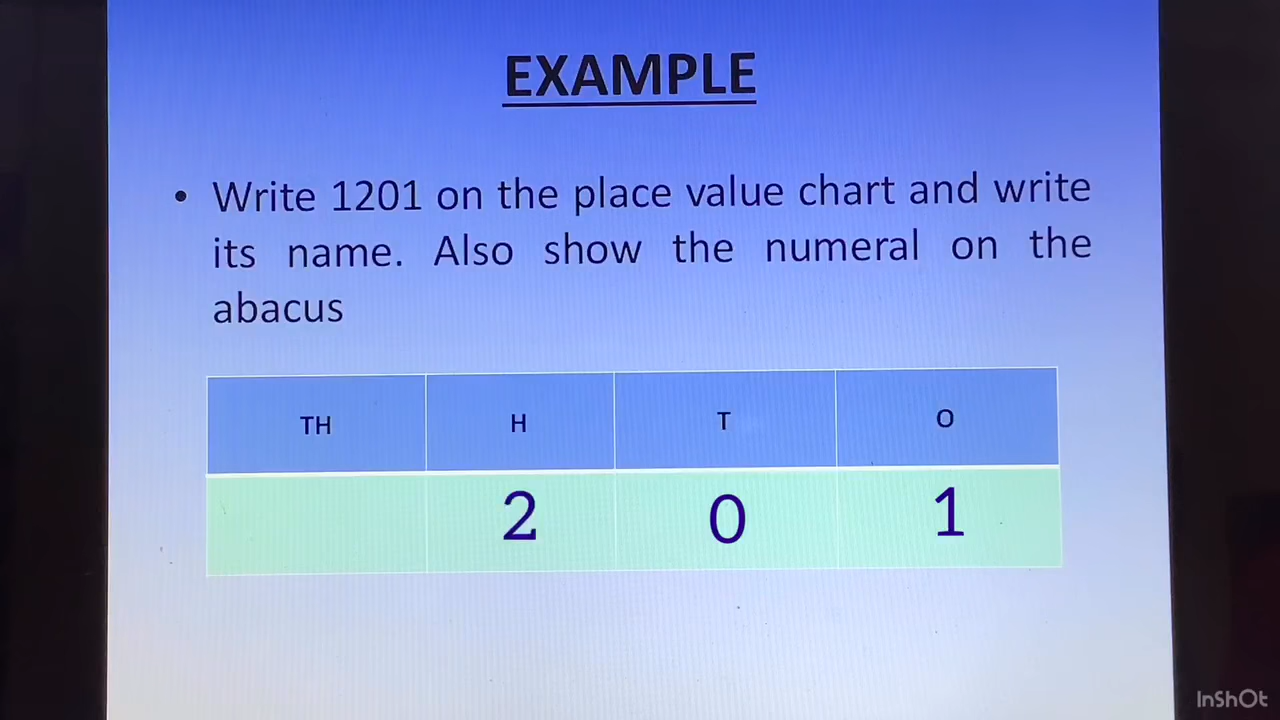 EXAMPLE
• Write 1201 on the place value chart and write
its name. Also show the numeral on the
abacus
TH H T O
2 0 1
InShOt